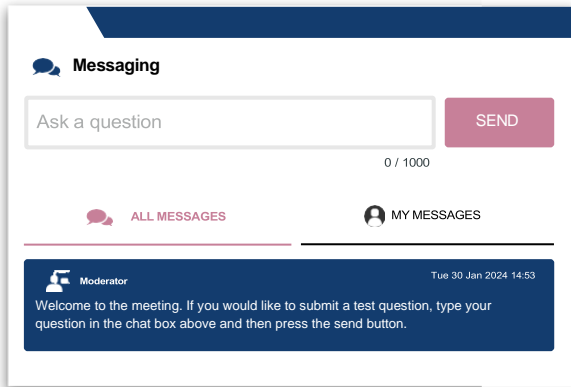 Messaging
Ask a question
SEND
0 / 1000
ALL MESSAGES
MY MESSAGES
Moderator
Tue 30 Jan 2024 14:53
Welcome to the meeting. If you would like to submit a test question, type your
question in the chat box above and then press the send button.